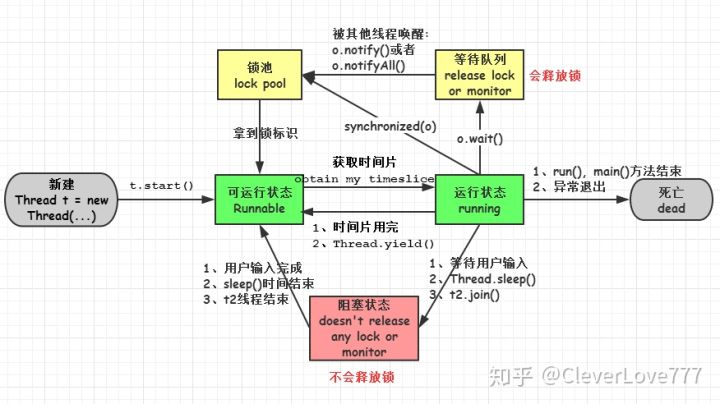 被其他线程唤醒:
o.notify()或者
o.notifyAll()
锁池
lock pool
等待队列
release lock
or monitor
会释放锁
synchronized(o)
o.wait()
拿到锁标识
新建
Thread t = new
Thread(...)
t.start()
可运行状态
Runnable
获取时间片
obtain my timeslice
运行状态
running
1、run(), main()方法结束
2、异常退出
死亡
dead
1、时间片用完
2、Thread.yield()
1、用户输入完成
2、sleep()时间结束
3、t2线程结束
1、等待用户输入
2、Thread.sleep()
3、t2.join()
阻塞状态
doesn't release
any lock or
monitor
不会释放锁
知乎 @CleverLove777